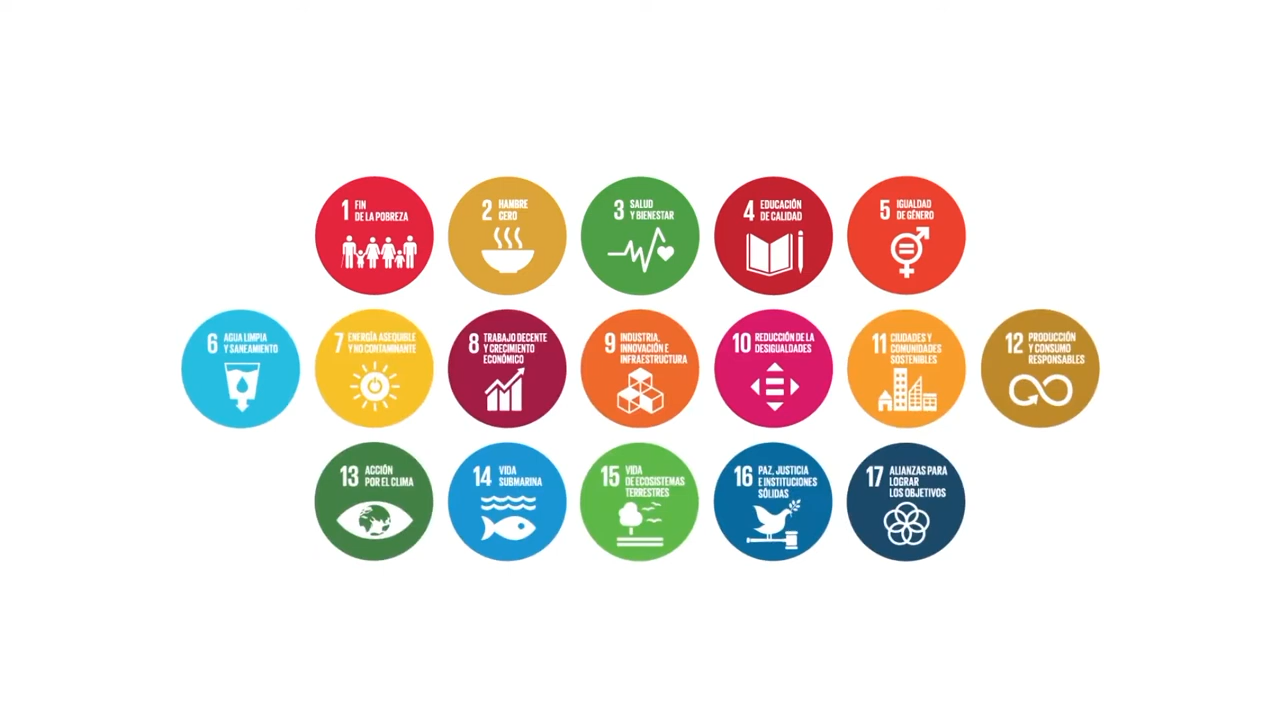 1 FIN
DE LA POBREZA
2 HAMBRE
CERO
3 SALUD
Y BIENESTAR
4 EDUCACIÓN
DE CALIDAD
5 IGUALDAD
DE GÉNERO
6 AGUA LIMPIA
Y SANEAMIENTO
7 ENERGÍA ASEQUIBLE
Y NO CONTAMINANTE
8 TRABAJO DECENTE
Y CRECIMIENTO
ECONÓMICO
9 INDUSTRIA,
INNOVACIÓN E
INFRAESTRUCTURA
10 REDUCCIÓN DE LA
DESIGUALDADES
11 CIUDADES Y
COMUNIDADES
SOSTENIBLES
12 PRODUCCIÓN
Y CONSUMO
RESPONSABLES
13 ACCIÓN
POR EL CLIMA
14 VIDA
SUBMARINA
15 VIDA
DE ECOSISTEMAS
TERRESTRES
16 PAZ, JUSTICIA
E INSTITUCIONES
SÓLIDAS
17 ALIANZAS PARA
LOGRAR
LOS OBJETIVOS